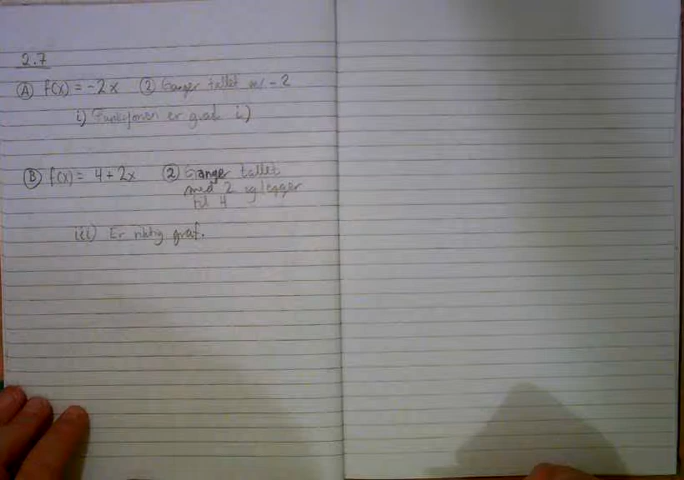 2.7
Ⓐ f(x) = -2x ② Ganger tallet -2
i) Funksjonen er graf i)
Ⓑ f(x) = 4 + 2x ② Ganger tallet
med 2 og legger
til 4
iii) Er riktig graf.